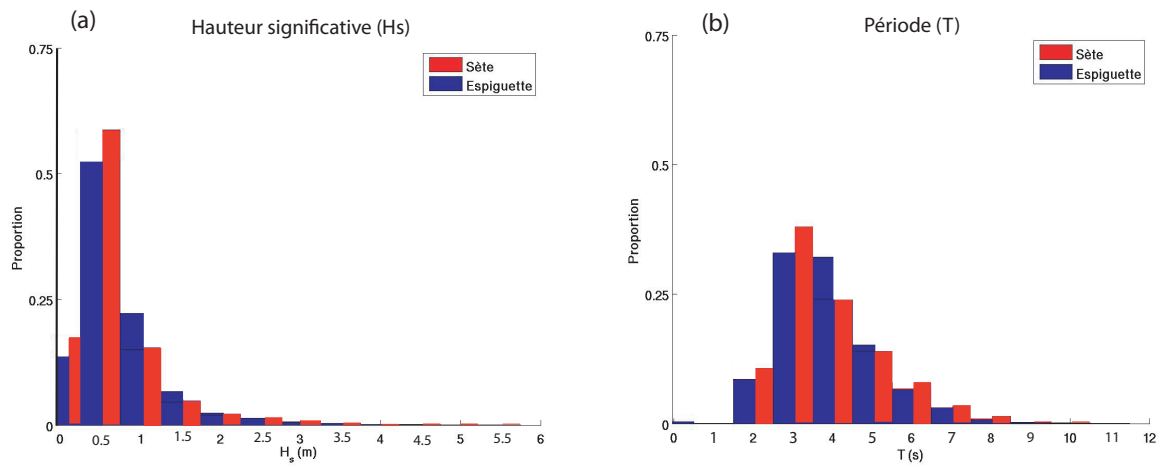 (a)
Hauteur significative (Hs)
0.75
0.5
0.25
0
Proportion
Sète
Espiguette
0 0.5 1 1.5 2 2.5 3 3.5 4 4.5 5 5.5 6
Hs (m)
(b)
Période (T)
0.75
0.5
0.25
0
Proportion
Sète
Espiguette
0 1 2 3 4 5 6 7 8 9 10 11 12
T (s)